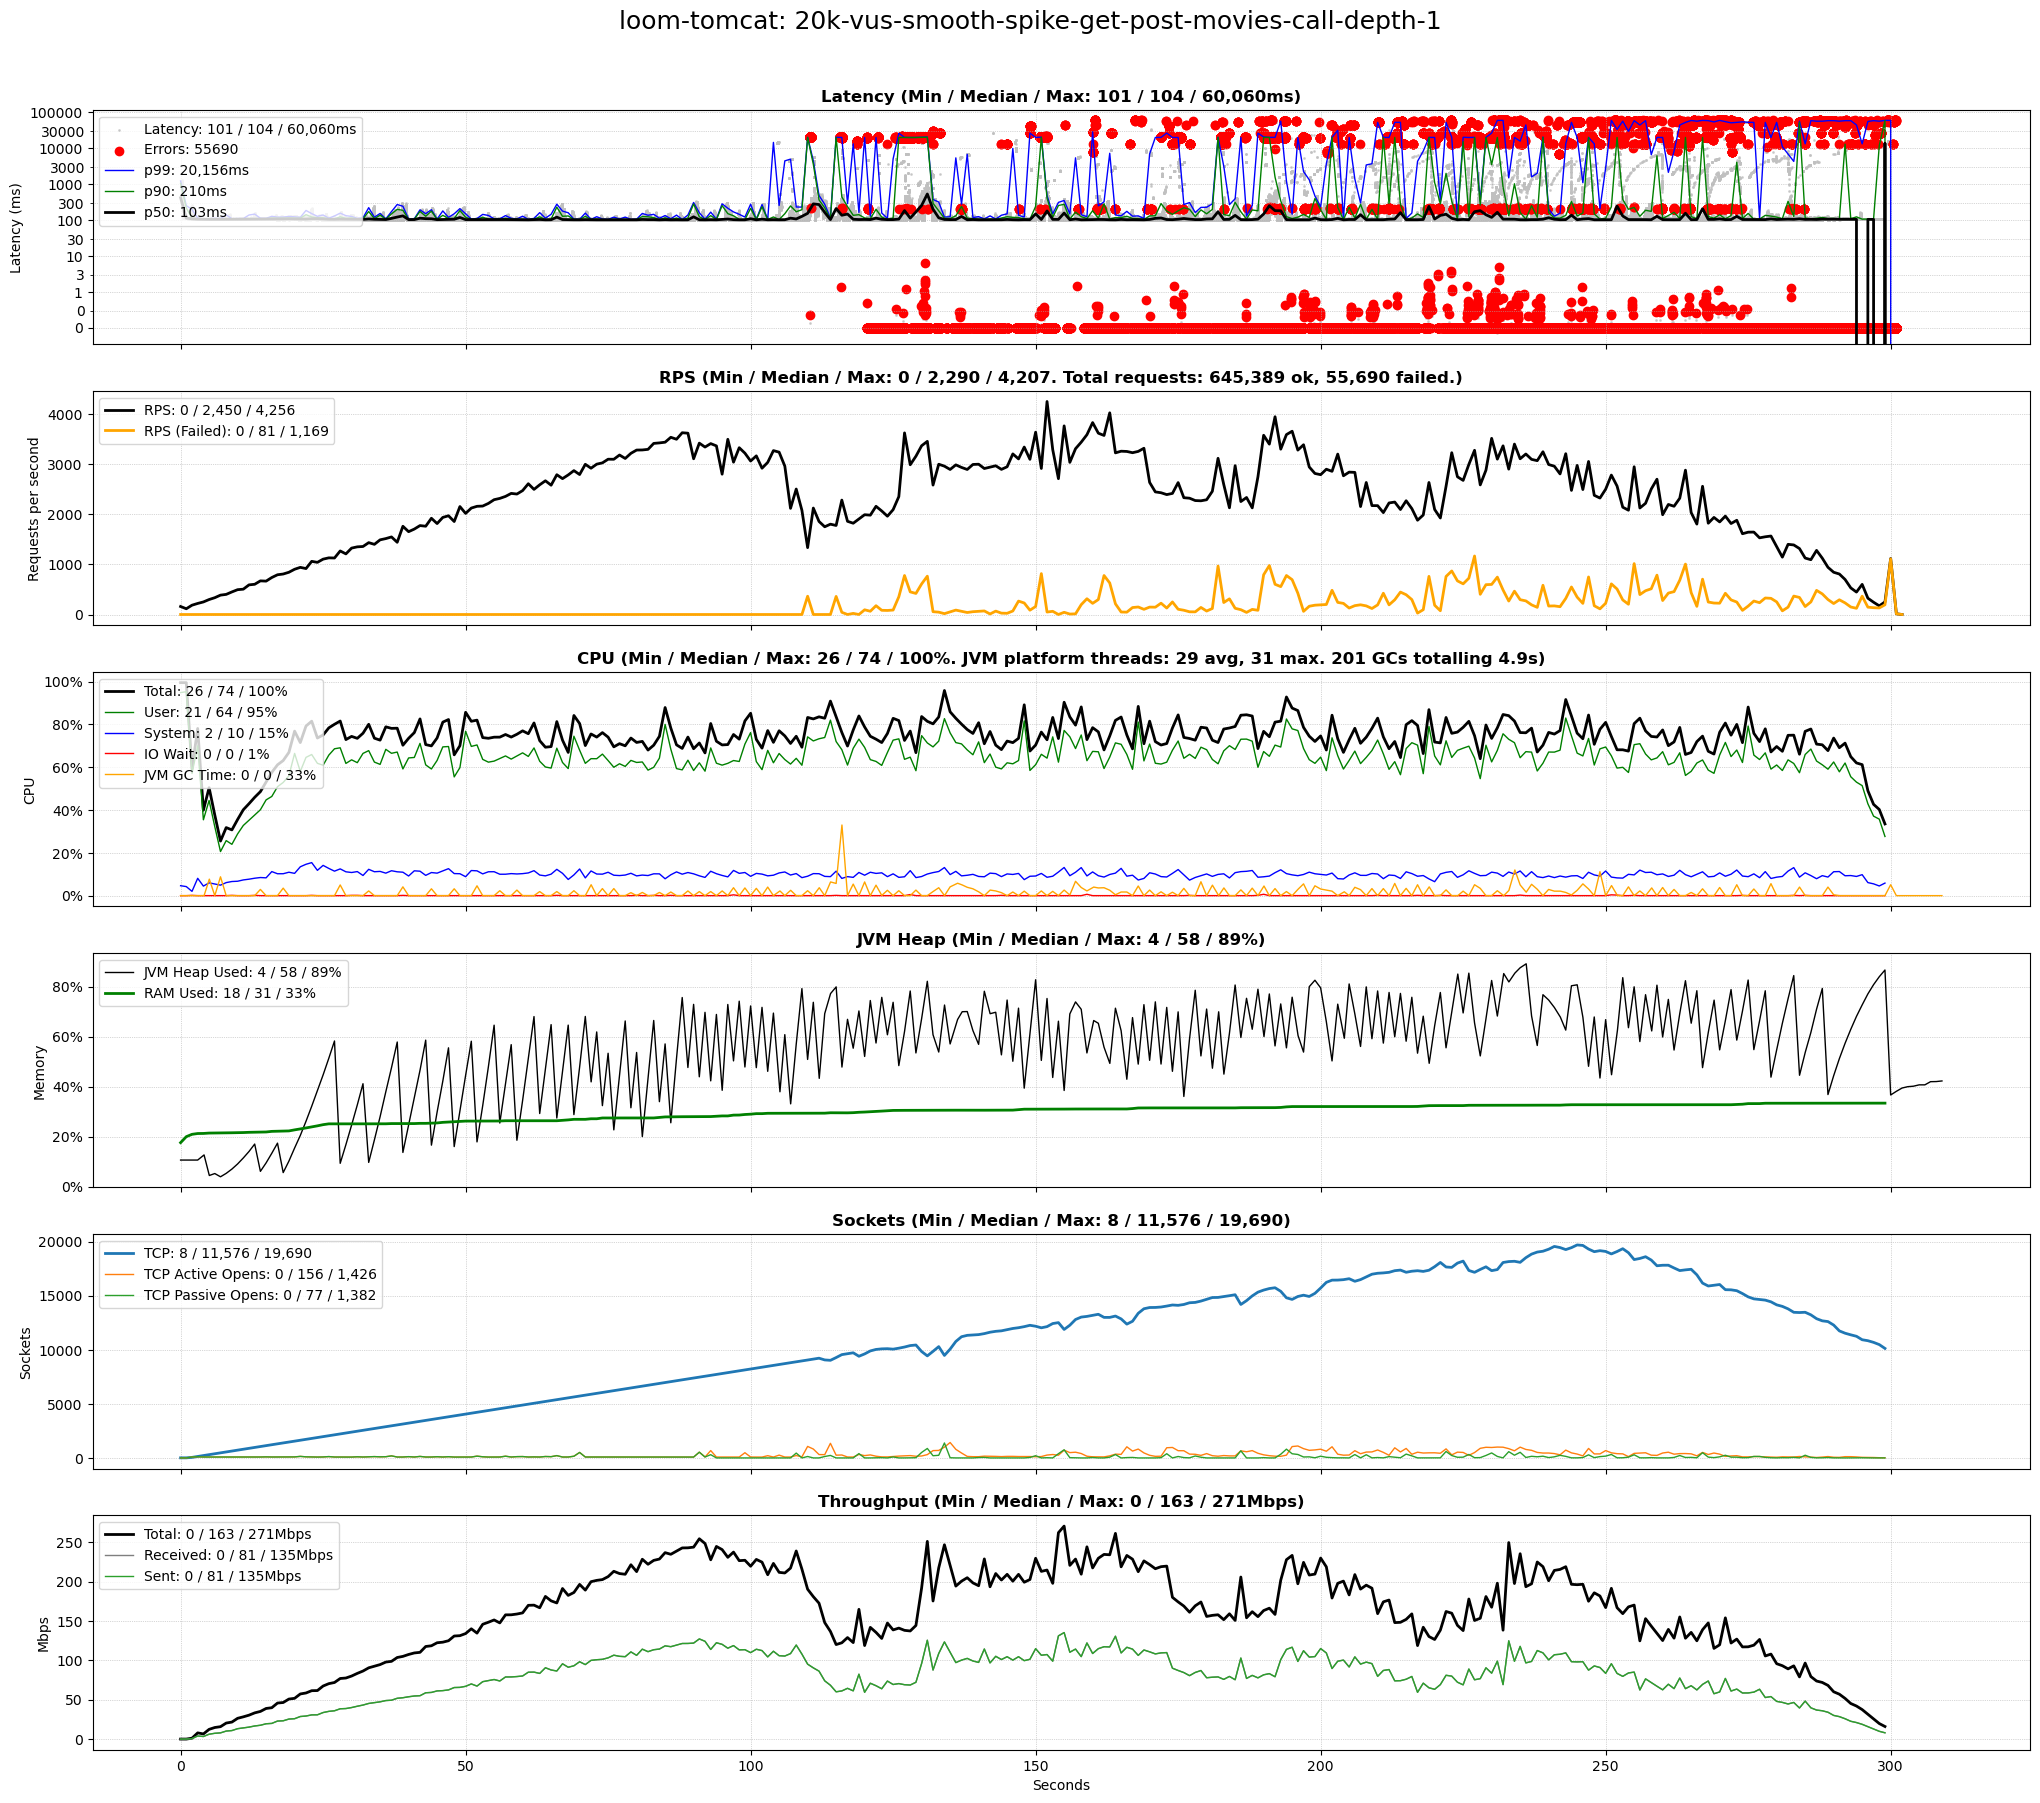 loom-tomcat: 20k-vus-smooth-spike-get-post-movies-call-depth-1
Latency (Min / Median / Max: 101 / 104 / 60,060ms)
Latency (ms)
100000
30000
10000
3000
1000
300
100
30
10
3
1
0
0
Latency: 101 / 104 / 60,060ms
Errors: 55690
p99: 20,156ms
p90: 210ms
p50: 103ms
RPS (Min / Median / Max: 0 / 2,290 / 4,207. Total requests: 645,389 ok, 55,690 failed.)
Requests per second
4000
3000
2000
1000
0
RPS: 0 / 2,450 / 4,256
RPS (Failed): 0 / 81 / 1,169
CPU (Min / Median / Max: 26 / 74 / 100%. JVM platform threads: 29 avg, 31 max. 201 GCs totalling 4.9s)
CPU
100%
80%
60%
40%
20%
0%
Total: 26 / 74 / 100%
User: 21 / 64 / 95%
System: 2 / 10 / 15%
IO Wait: 0 / 0 / 1%
JVM GC Time: 0 / 0 / 33%
JVM Heap (Min / Median / Max: 4 / 58 / 89%)
Memory
80%
60%
40%
20%
0%
JVM Heap Used: 4 / 58 / 89%
RAM Used: 18 / 31 / 33%
Sockets (Min / Median / Max: 8 / 11,576 / 19,690)
Sockets
20000
15000
10000
5000
0
TCP: 8 / 11,576 / 19,690
TCP Active Opens: 0 / 156 / 1,426
TCP Passive Opens: 0 / 77 / 1,382
Throughput (Min / Median / Max: 0 / 163 / 271Mbps)
Mbps
250
200
150
100
50
0
Total: 0 / 163 / 271Mbps
Received: 0 / 81 / 135Mbps
Sent: 0 / 81 / 135Mbps
0 50 100 150 200 250 300
Seconds